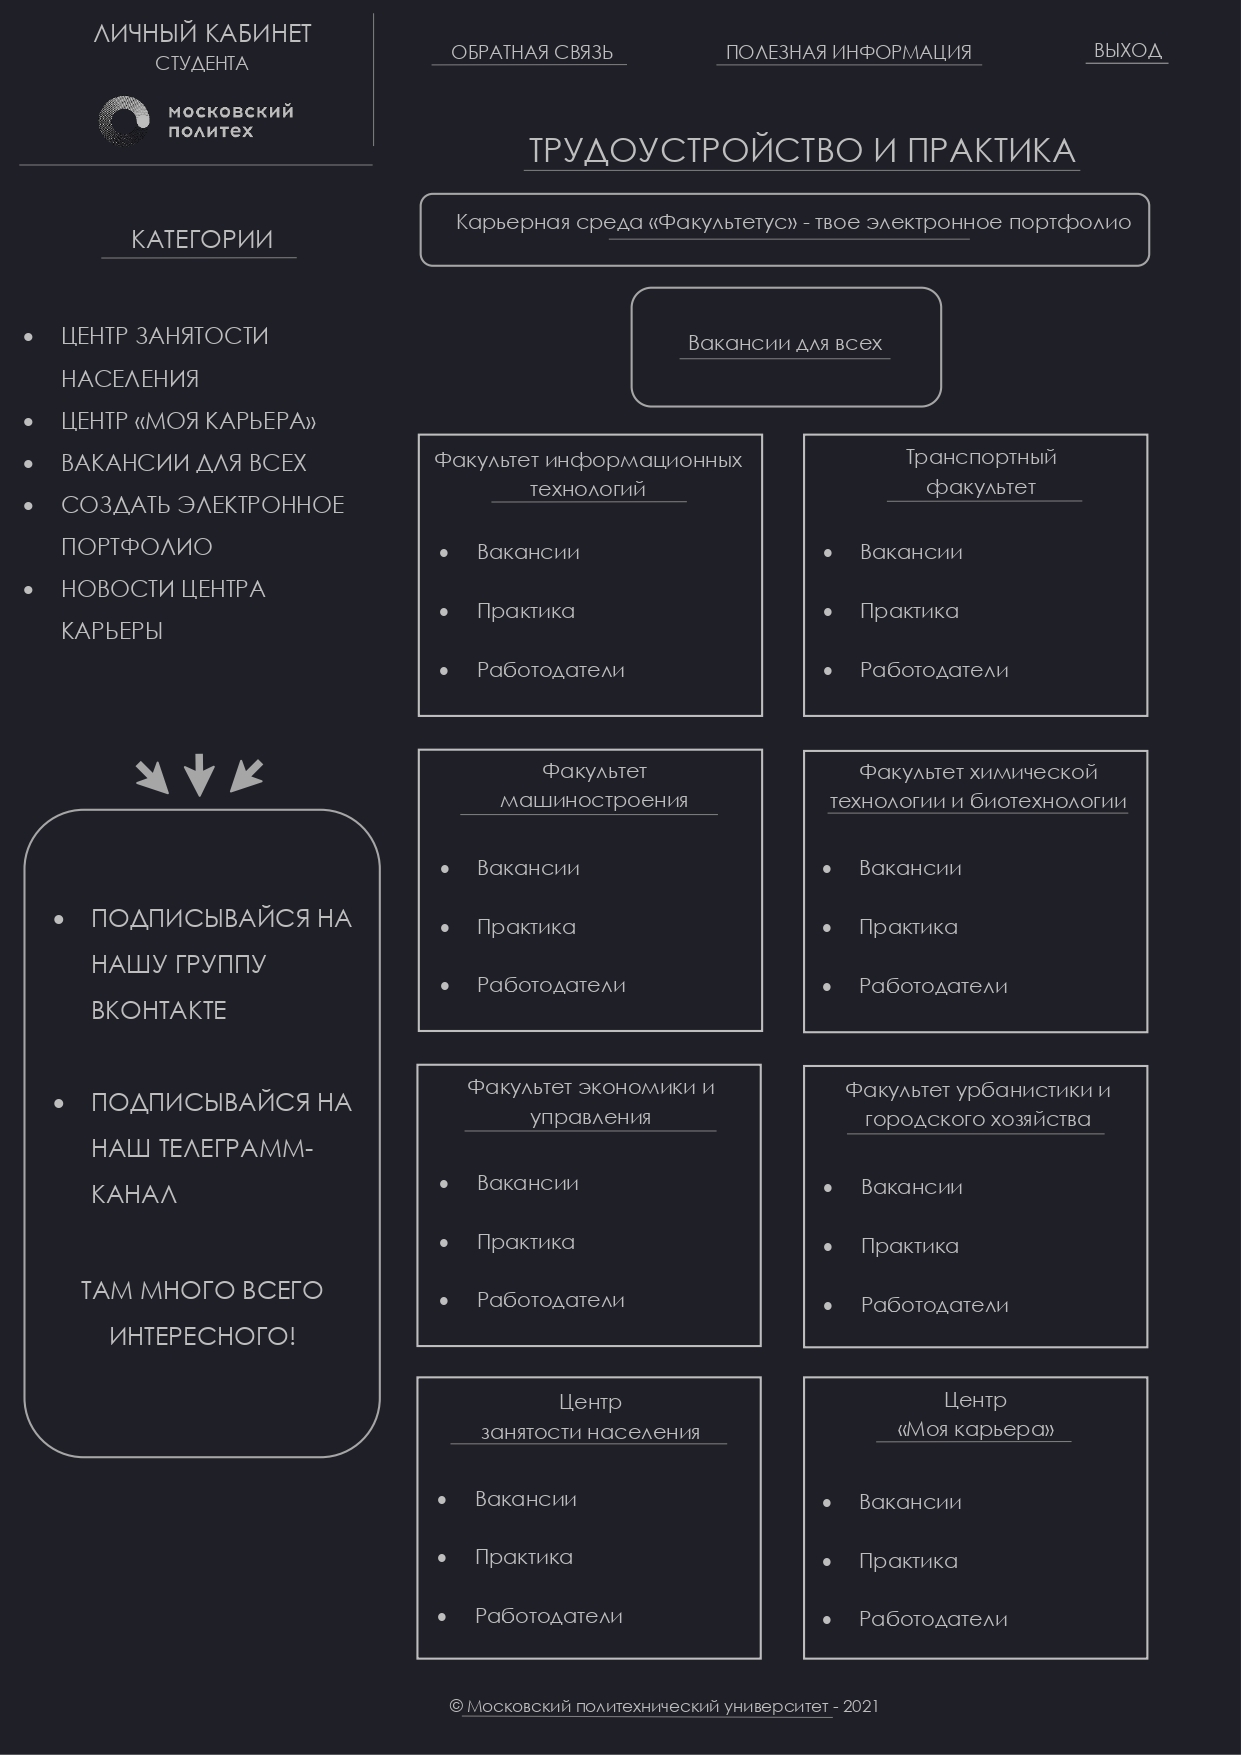 ЛИЧНЫЙ КАБИНЕТ
СТУДЕНТА
МОСКОВСКИЙ
ПОЛИТЕХ
ОБРАТНАЯ СВЯЗЬ
ПОЛЕЗНАЯ ИНФОРМАЦИЯ
ВЫХОД
КАТЕГОРИИ
• ЦЕНТР ЗАНЯТОСТИ
НАСЕЛЕНИЯ
• ЦЕНТР «МОЯ КАРЬЕРА»
• ВАКАНСИИ ДЛЯ ВСЕХ
• СОЗДАТЬ ЭЛЕКТРОННОЕ
ПОРТФОЛИО
• НОВОСТИ ЦЕНТРА
КАРЬЕРЫ
• ПОДПИСЫВАЙСЯ НА
НАШУ ГРУППУ
ВКОНТАКТЕ
• ПОДПИСЫВАЙСЯ НА
НАШ ТЕЛЕГРАММ-
КАНАЛ
ТАМ МНОГО ВСЕГО
ИНТЕРЕСНОГО!
ТРУДОУСТРОЙСТВО И ПРАКТИКА
Карьерная среда «Факультетус» - твое электронное портфолио
Вакансии для всех
Факультет информационных
технологий
• Вакансии
• Практика
• Работодатели
Транспортный
факультет
• Вакансии
• Практика
• Работодатели
Факультет
машиностроения
• Вакансии
• Практика
• Работодатели
Факультет химической
технологии и биотехнологии
• Вакансии
• Практика
• Работодатели
Факультет экономики и
управления
• Вакансии
• Практика
• Работодатели
Факультет урбанистики и
городского хозяйства
• Вакансии
• Практика
• Работодатели
Центр
занятости населения
• Вакансии
• Практика
• Работодатели
Центр
«Моя карьера»
• Вакансии
• Практика
• Работодатели
© Московский политехнический университет - 2021